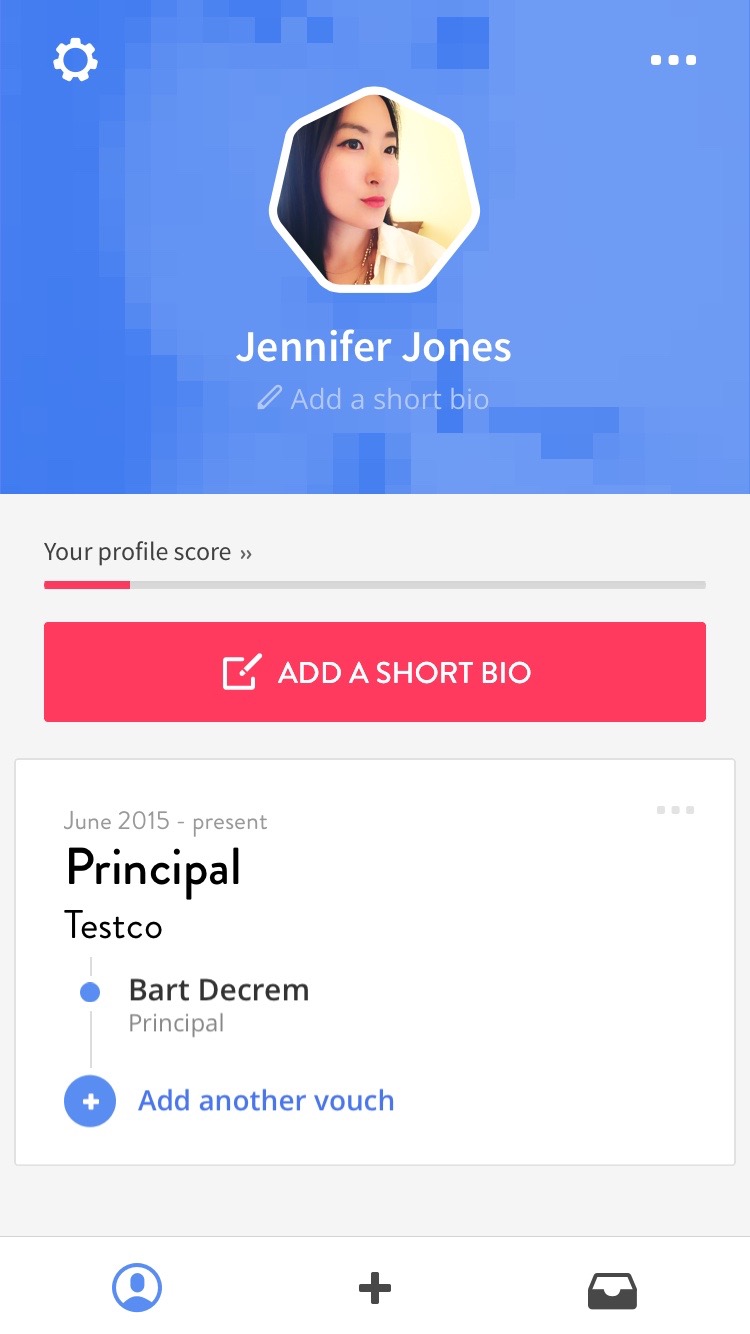 Jennifer Jones
Add a short bio
Your profile score ››
ADD A SHORT BIO
June 2015 - present
Principal
Testco
Bart Decrem
Principal
Add another vouch